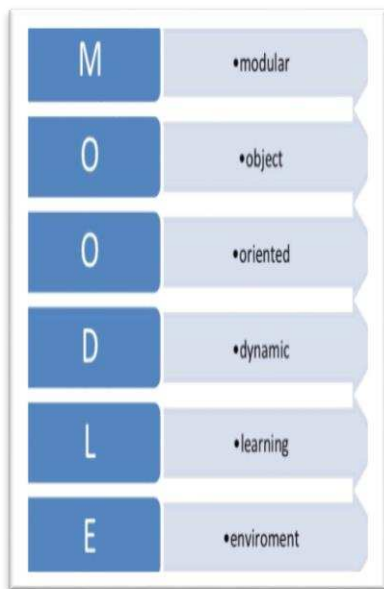 M •modular
O •object
O •oriented
D •dynamic
L •learning
E •enviroment